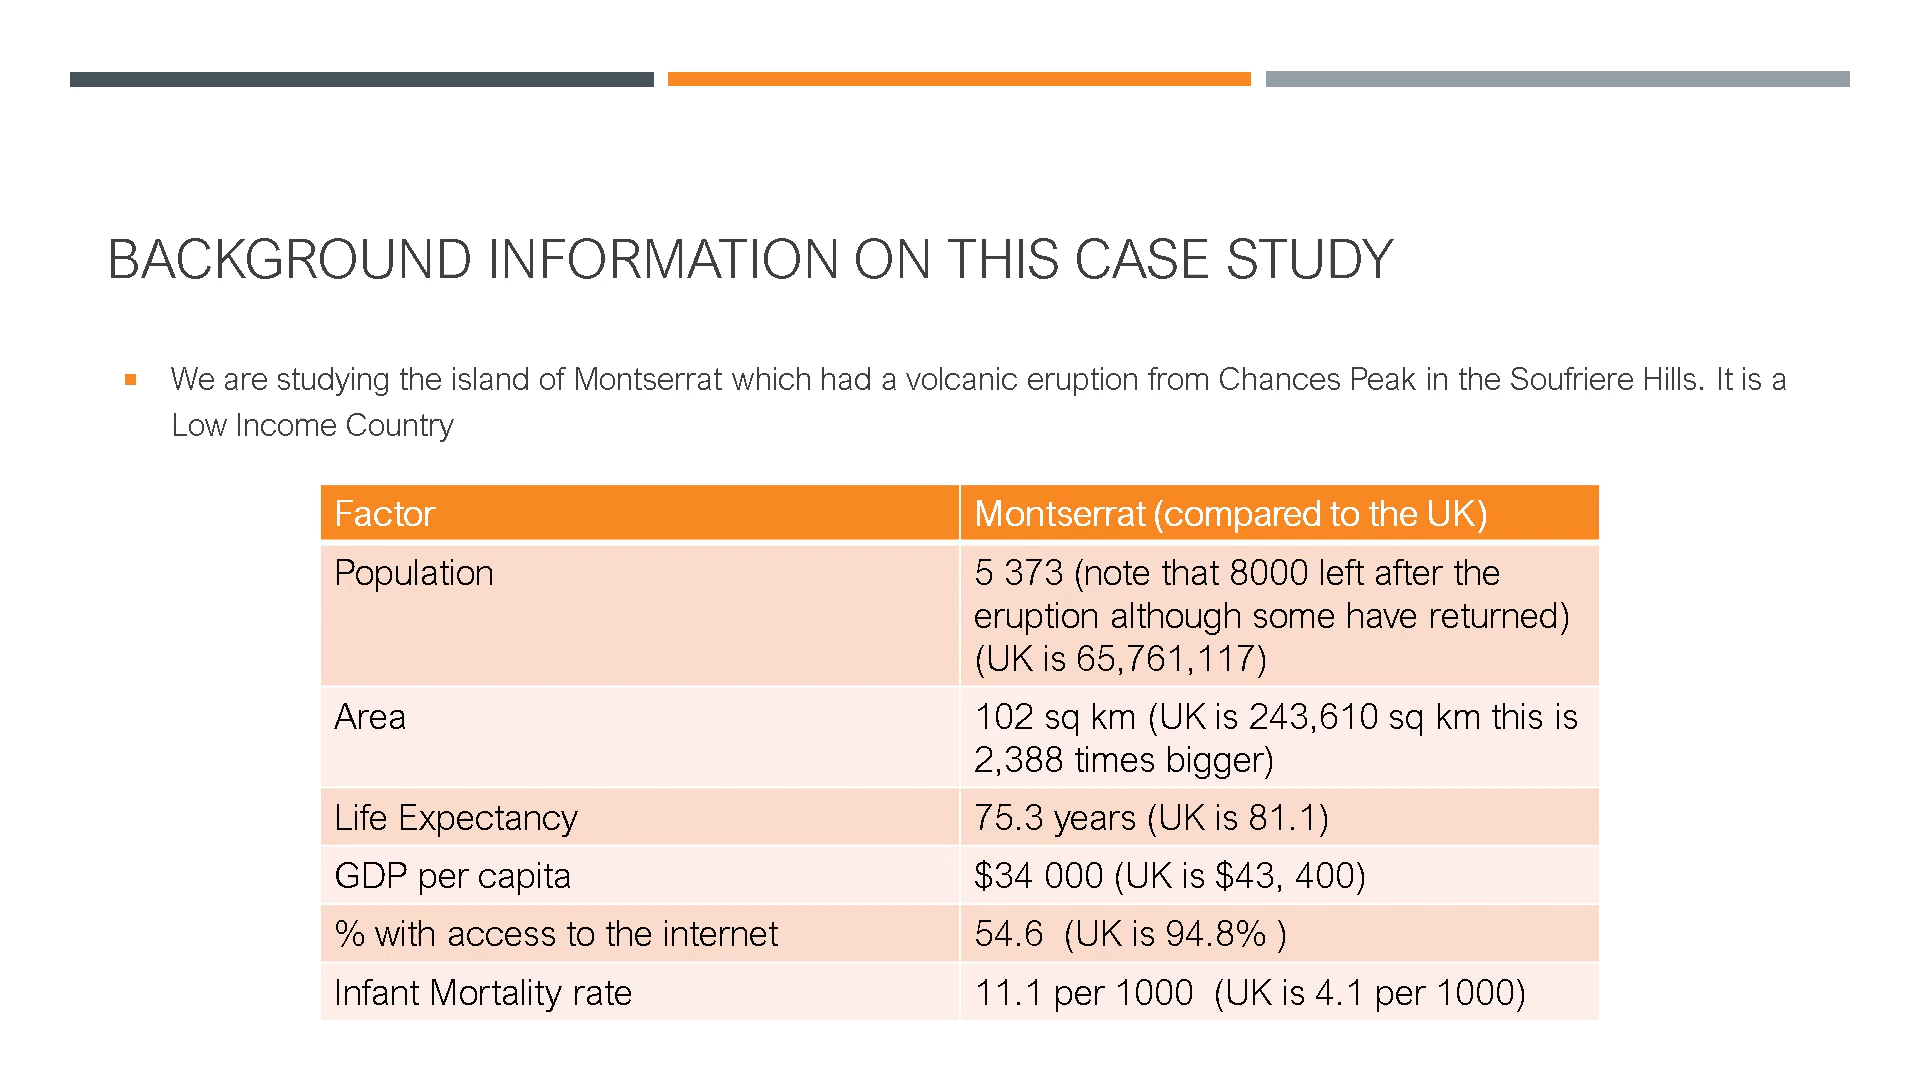 BACKGROUND INFORMATION ON THIS CASE STUDY
We are studying the island of Montserrat which had a volcanic eruption from Chances Peak in the Soufriere Hills. It is a
Low Income Country
Factor
Montserrat (compared to the UK)
Population
5 373 (note that 8000 left after the
eruption although some have returned)
(UK is 65,761,117)
Area
102 sq km (UK is 243,610 sq km this is
2,388 times bigger)
Life Expectancy
75.3 years (UK is 81.1)
GDP per capita
$34 000 (UK is $43, 400)
% with access to the internet
54.6  (UK is 94.8% )
Infant Mortality rate
11.1 per 1000  (UK is 4.1 per 1000)